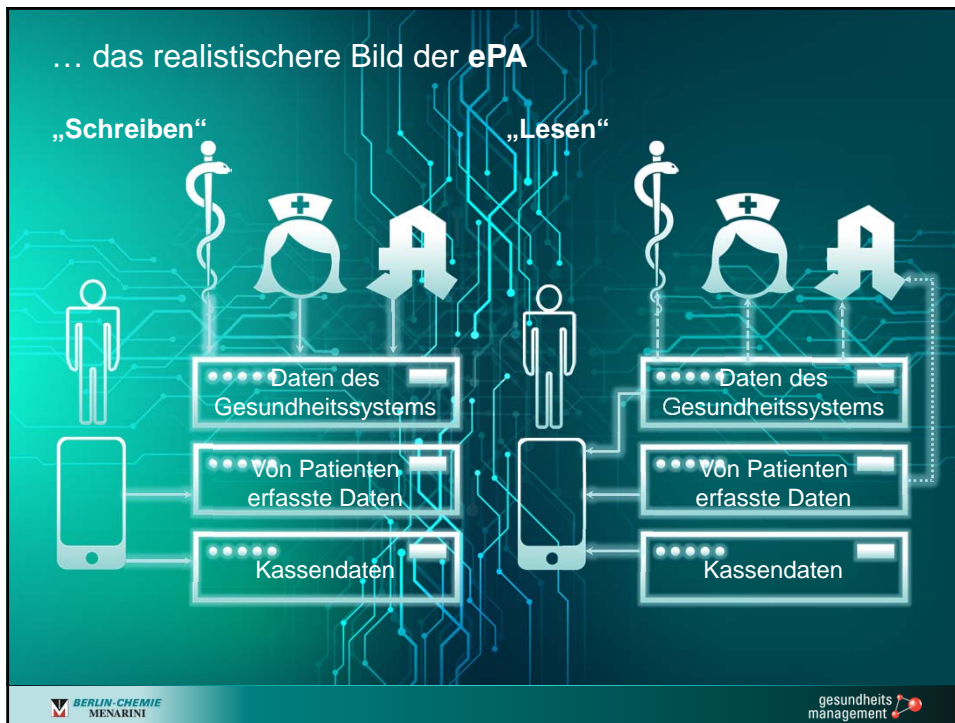 … das realistischere Bild der ePA
„Schreiben“
„Lesen“
Daten des
Gesundheitssystems
Von Patienten
erfasste Daten
Kassendaten
Daten des
Gesundheitssystems
Von Patienten
erfasste Daten
Kassendaten
BERLIN-CHEMIE
MENARINI
gesundheits
management